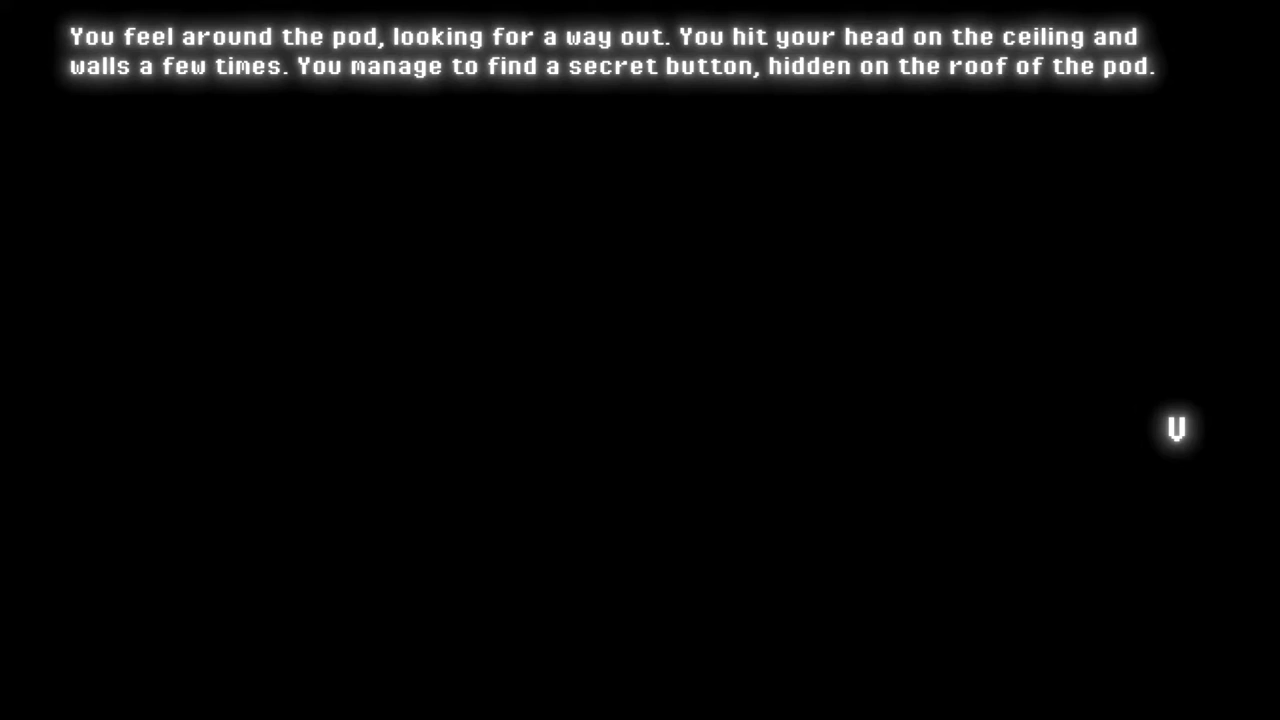 You feel around the pod, looking for a way out. You hit your head on the ceiling and
walls a few times. You manage to find a secret button, hidden on the roof of the pod.
V